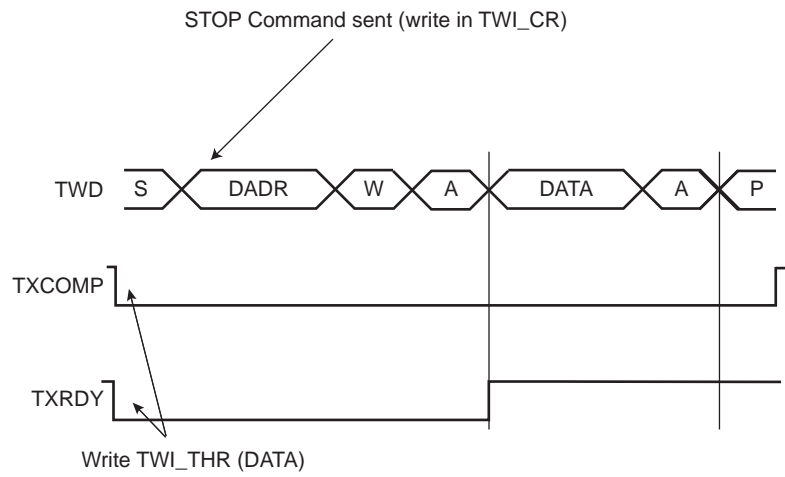 STOP Command sent (write in TWI_CR)
TWD S DADR W A DATA A P
TXCOMP
TXRDY
Write TWI_THR (DATA)